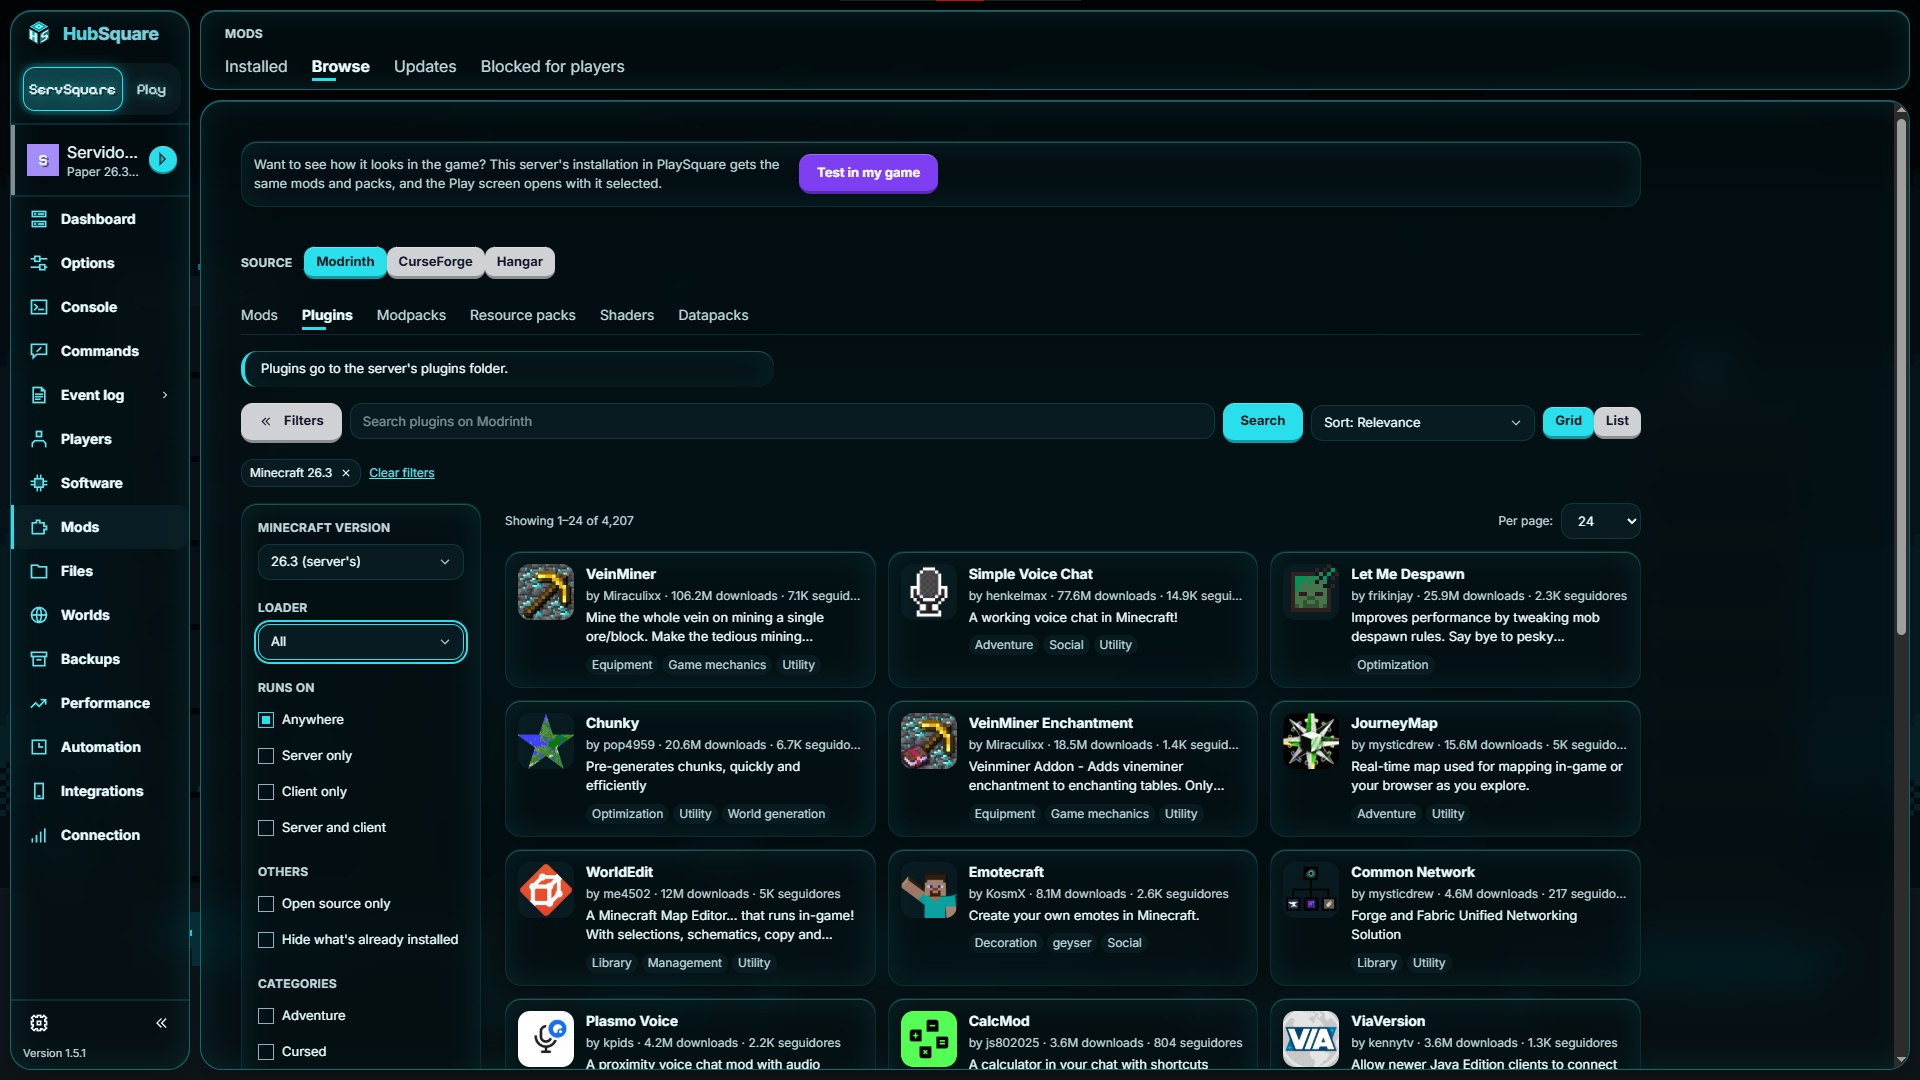 HubSquare
ServSquare
Play
S
Servido...
Paper 26.3...
Dashboard
Options
Console
Commands
Event log
Players
Software
Mods
Files
Worlds
Backups
Performance
Automation
Integrations
Connection
Version 1.5.1
MODS
Installed
Browse
Updates
Blocked for players
Want to see how it looks in the game? This server's installation in PlaySquare gets the
same mods and packs, and the Play screen opens with it selected.
Test in my game
SOURCE
Modrinth
CurseForge
Hangar
Mods
Plugins
Modpacks
Resource packs
Shaders
Datapacks
Plugins go to the server's plugins folder.
Filters
Search plugins on Modrinth
Search
Sort: Relevance
Grid
List
Minecraft 26.3 ×
Clear filters
MINECRAFT VERSION
26.3 (server's)
LOADER
All
RUNS ON
Anywhere
Server only
Client only
Server and client
OTHERS
Open source only
Hide what's already installed
CATEGORIES
Adventure
Cursed
Showing 1–24 of 4,207
Per page:
24
VeinMiner
by Miraculixx · 106.2M downloads · 7.1K seguid...
Mine the whole vein on mining a single
ore/block. Make the tedious mining...
Equipment Game mechanics Utility
Simple Voice Chat
by henkelmax · 77.6M downloads · 14.9K segui...
A working voice chat in Minecraft!
Adventure Social Utility
Let Me Despawn
by frikinjay · 25.9M downloads · 2.3K seguidores
Improves performance by tweaking mob
despawn rules. Say bye to pesky...
Optimization
Chunky
by pop4959 · 20.6M downloads · 6.7K seguido...
Pre-generates chunks, quickly and
efficiently
Optimization Utility World generation
VeinMiner Enchantment
by Miraculixx · 18.5M downloads · 1.4K seguid...
Veinminer Addon - Adds vineminer
enchantment to enchanting tables. Only...
Equipment Game mechanics Utility
JourneyMap
by mysticdrew · 15.6M downloads · 5K seguido...
Real-time map used for mapping in-game or
your browser as you explore.
Adventure Utility
WorldEdit
by me4502 · 12M downloads · 5K seguidores
A Minecraft Map Editor... that runs in-game!
With selections, schematics, copy and...
Library Management Utility
Emotecraft
by KosmX · 8.1M downloads · 2.6K seguidores
Create your own emotes in Minecraft.
Decoration geyser Social
Common Network
by mysticdrew · 4.6M downloads · 217 seguido...
Forge and Fabric Unified Networking
Solution
Library Utility
Plasmo Voice
by kpids · 4.2M downloads · 2.2K seguidores
A proximity voice chat mod with audio
CalcMod
by js802025 · 3.6M downloads · 804 seguidores
A calculator in your chat with shortcuts
VIA
ViaVersion
by kennytv · 3.6M downloads · 1.3K seguidores
Allow newer Java Edition clients to connect